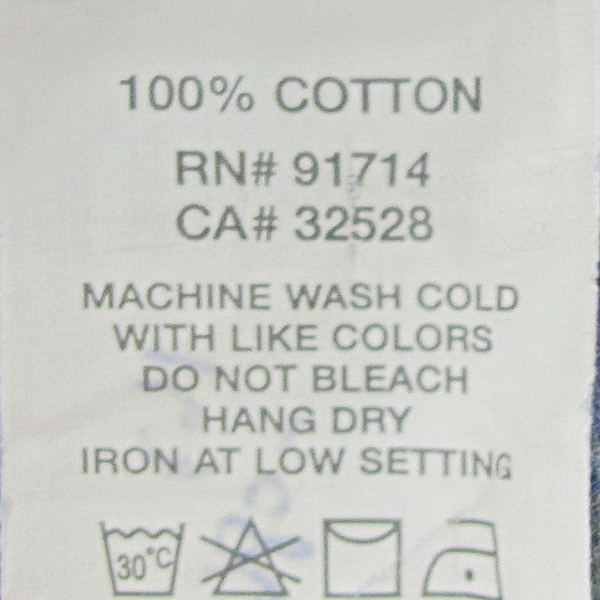 100% COTTON
RN# 91714
CA# 32528
MACHINE WASH COLD
WITH LIKE COLORS
DO NOT BLEACH
HANG DRY
IRON AT LOW SETTING
30°C